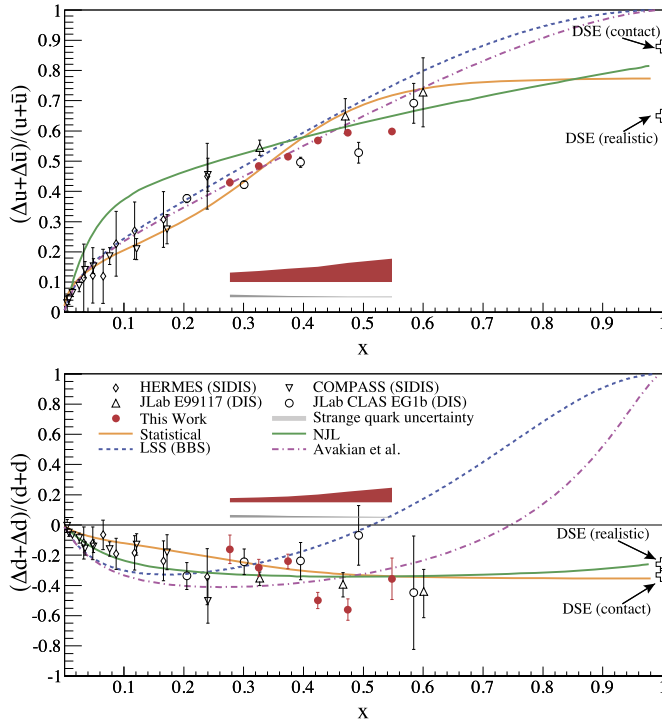 1
0.9
0.8
0.7
0.6
0.5
0.4
0.3
0.2
0.1
0
(Δu+Δū)/(u+ū)
DSE (contact)
DSE (realistic)
0.1 0.2 0.3 0.4 0.5 0.6 0.7 0.8 0.9 1
x
1
0.8
0.6
0.4
0.2
0
-0.2
-0.4
-0.6
-0.8
-1
(Δd+Δd)/(d+d)
HERMES (SIDIS) COMPASS (SIDIS)
JLab E99117 (DIS) JLab CLAS EG1b (DIS)
This Work Strange quark uncertainty
Statistical NJL
LSS (BBS) Avakian et al.
DSE (realistic)
DSE (contact)
0.1 0.2 0.3 0.4 0.5 0.6 0.7 0.8 0.9 1
x